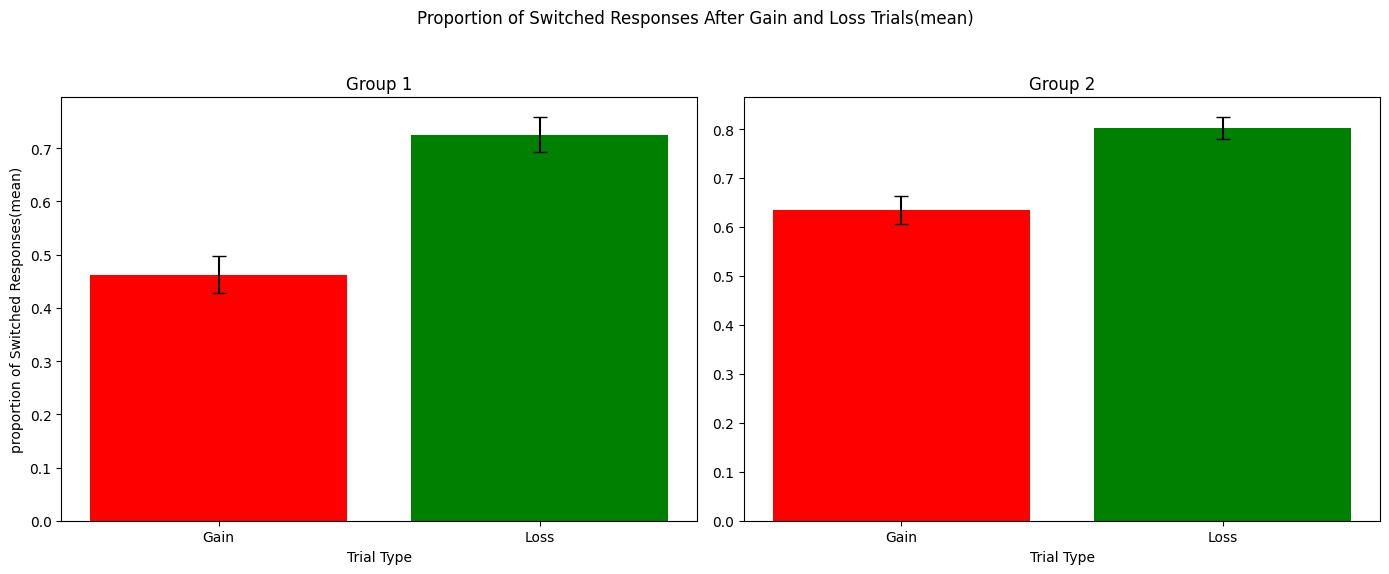 Proportion of Switched Responses After Gain and Loss Trials(mean)
Group 1
proportion of Switched Responses(mean)
0.7
0.6
0.5
0.4
0.3
0.2
0.1
0.0
Gain
Loss
Trial Type
Group 2
0.8
0.7
0.6
0.5
0.4
0.3
0.2
0.1
0.0
Gain
Loss
Trial Type